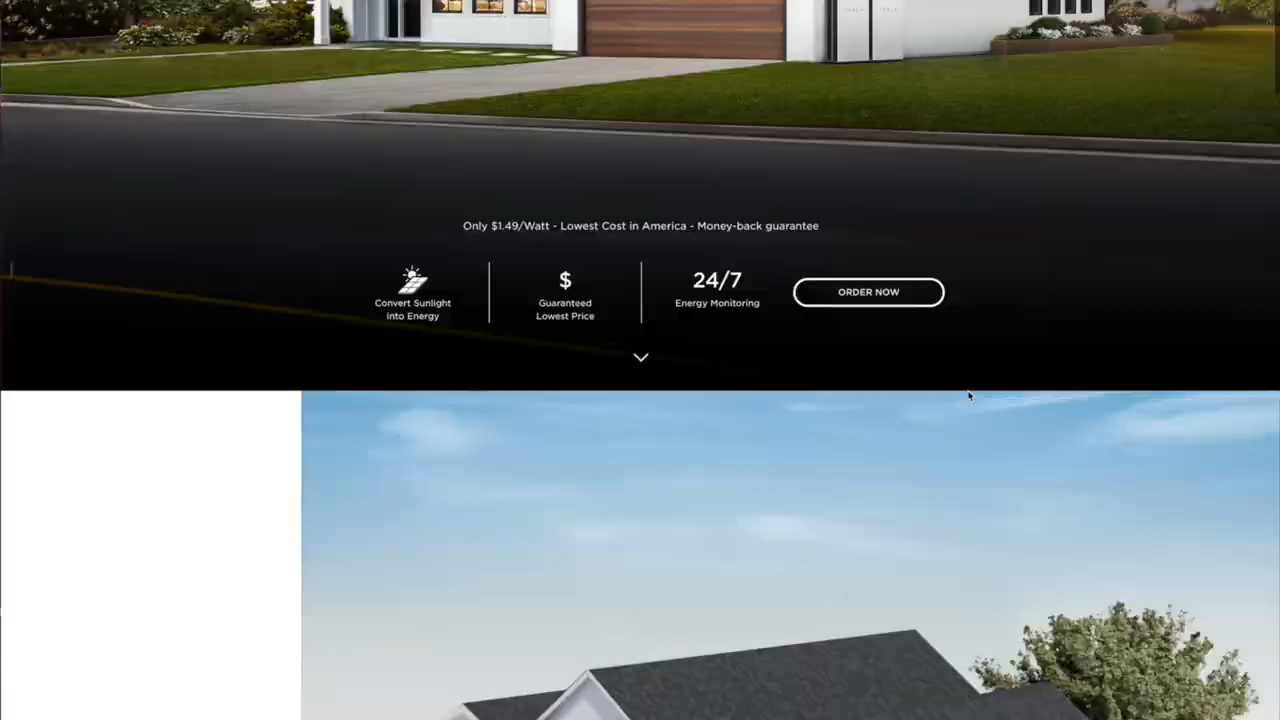 Only $1.49/Watt - Lowest Cost in America - Money-back guarantee
Convert Sunlight
into Energy
$
Guaranteed
Lowest Price
24/7
Energy Monitoring
ORDER NOW